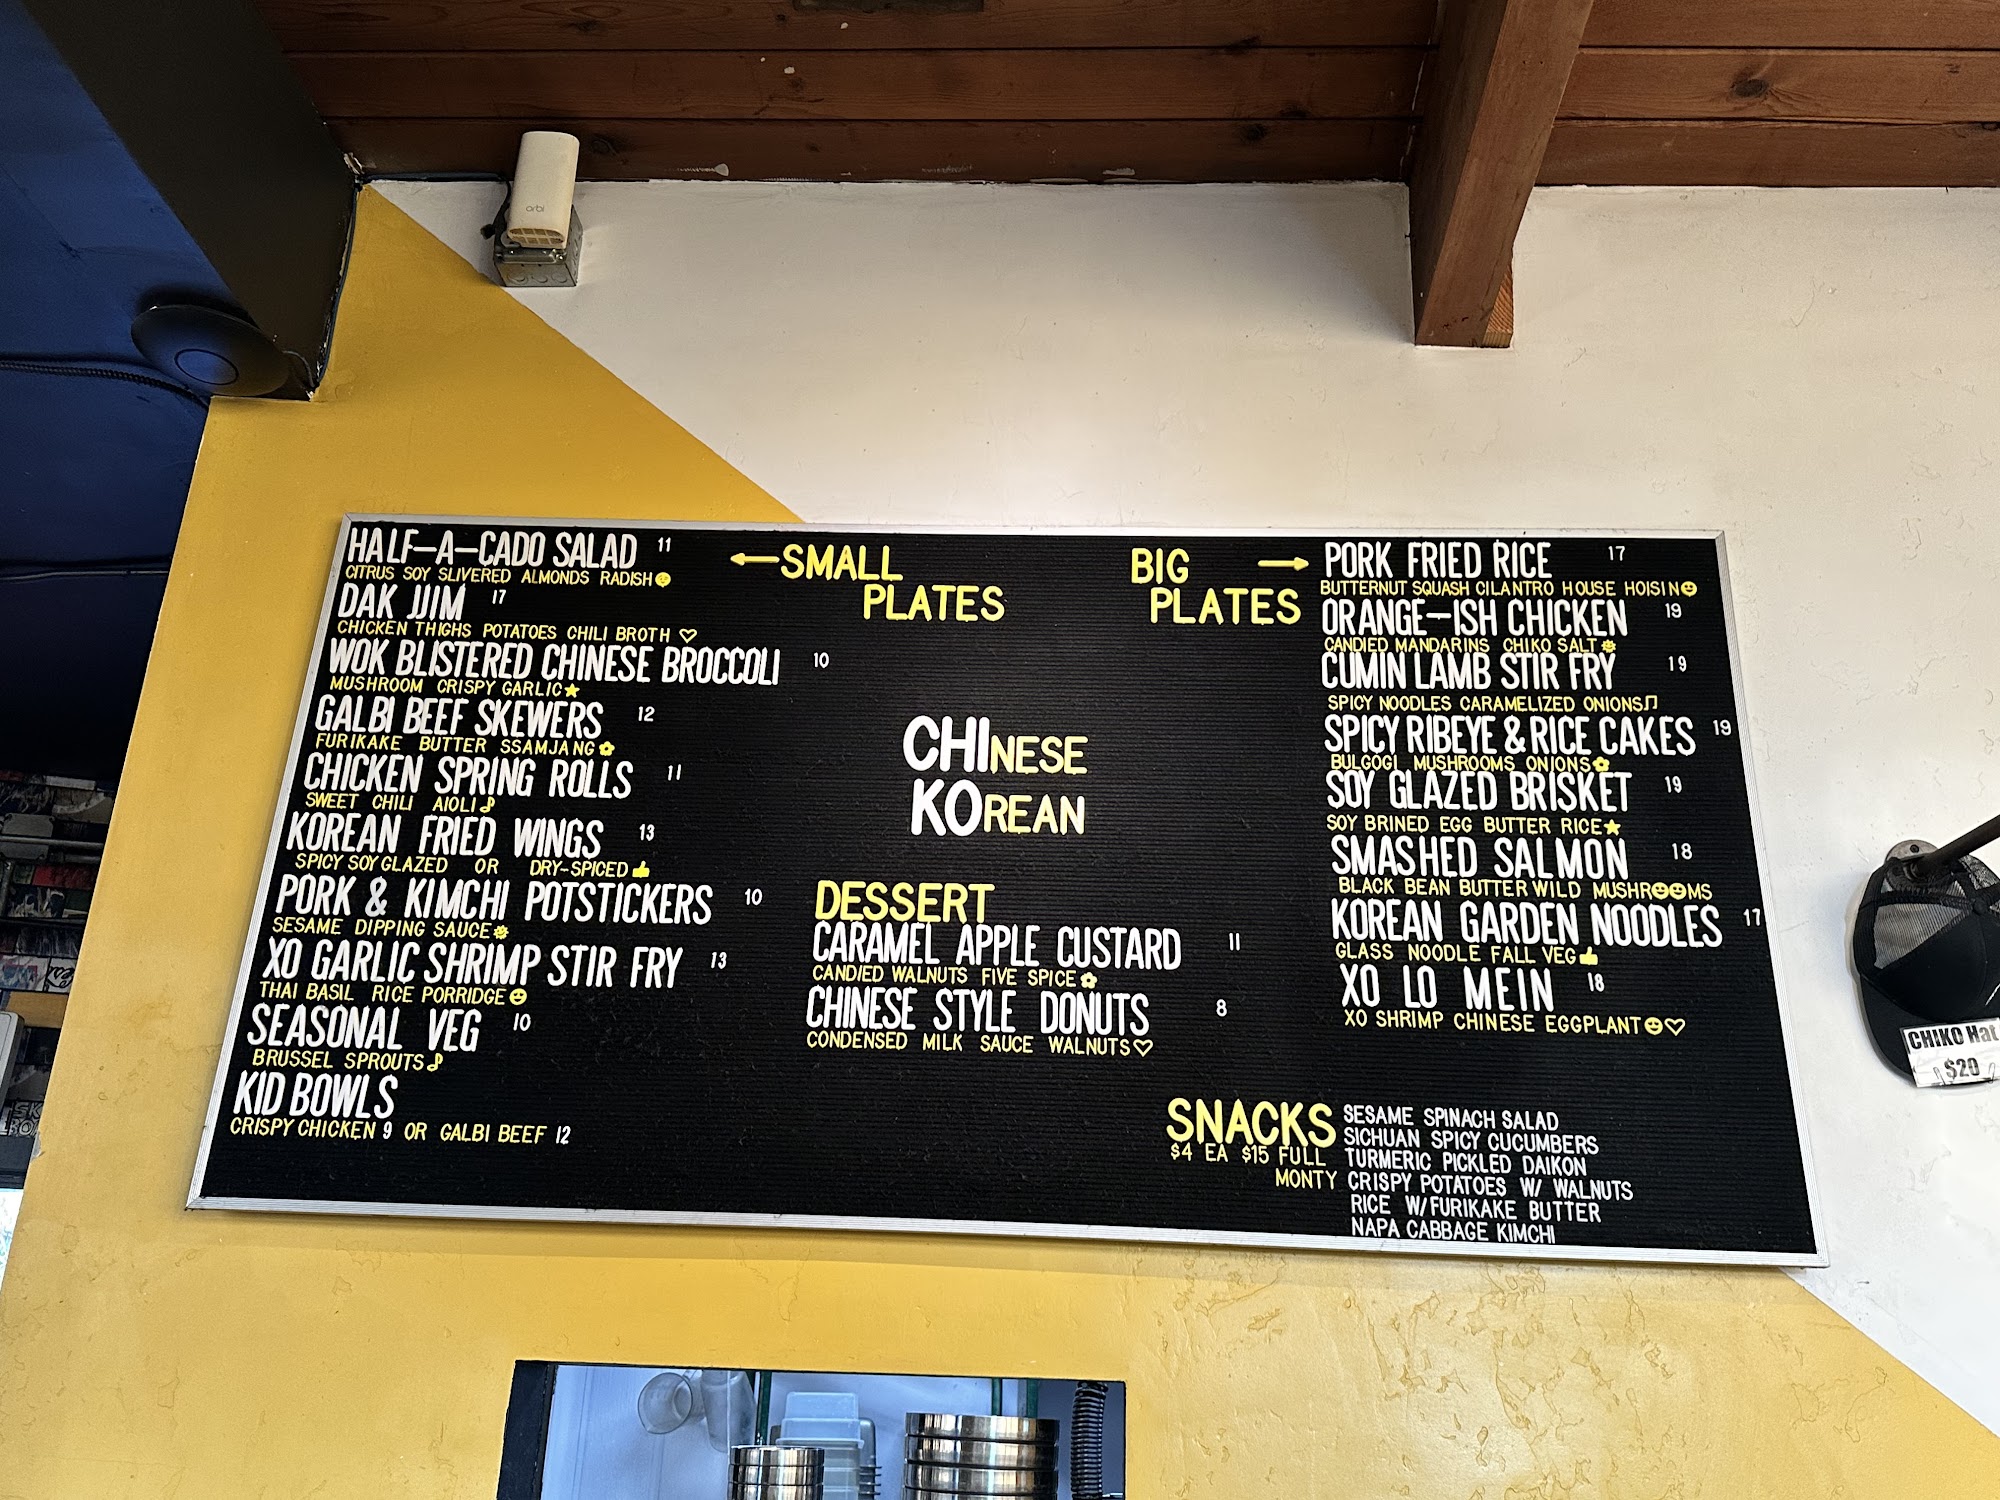 orbi
HALF-A-CADO SALAD 11
CITRUS SOY SLIVERED ALMONDS RADISH
DAK JJIM 17
CHICKEN THIGHS POTATOES CHILI BROTH ♡
WOK BLISTERED CHINESE BROCCOLI 10
MUSHROOM CRISPY GARLIC★
GALBI BEEF SKEWERS 12
FURIKAKE BUTTER SSAMJANG
CHICKEN SPRING ROLLS 11
SWEET CHILI AIOLI♪
KOREAN FRIED WINGS 13
SPICY SOY GLAZED OR DRY-SPICED
PORK & KIMCHI POTSTICKERS 10
SESAME DIPPING SAUCE
XO GARLIC SHRIMP STIR FRY 13
THAI BASIL RICE PORRIDGE☻
SEASONAL VEG 10
BRUSSEL SPROUTS♪
KID BOWLS
CRISPY CHICKEN 9 OR GALBI BEEF 12
←SMALL
PLATES
CHINESE
KOREAN
DESSERT
CARAMEL APPLE CUSTARD 11
CANDIED WALNUTS FIVE SPICE
CHINESE STYLE DONUTS 8
CONDENSED MILK SAUCE WALNUTS♡
BIG →
PLATES
PORK FRIED RICE 17
BUTTERNUT SQUASH CILANTRO HOUSE HOISIN☻
ORANGE-ISH CHICKEN 19
CANDIED MANDARINS CHIKO SALT
CUMIN LAMB STIR FRY 19
SPICY NOODLES CARAMELIZED ONIONS♫
SPICY RIBEYE & RICE CAKES 19
BULGOGI MUSHROOMS ONIONS
SOY GLAZED BRISKET 19
SOY BRINED EGG BUTTER RICE★
SMASHED SALMON 18
BLACK BEAN BUTTER WILD MUSHR☻☻MS
KOREAN GARDEN NOODLES 17
GLASS NOODLE FALL VEG
XO LO MEIN 18
XO SHRIMP CHINESE EGGPLANT☻♡
SNACKS
$4 EA $15 FULL
MONTY
SESAME SPINACH SALAD
SICHUAN SPICY CUCUMBERS
TURMERIC PICKLED DAIKON
CRISPY POTATOES W/ WALNUTS
RICE W/FURIKAKE BUTTER
NAPA CABBAGE KIMCHI
CHIKO Hat
$20